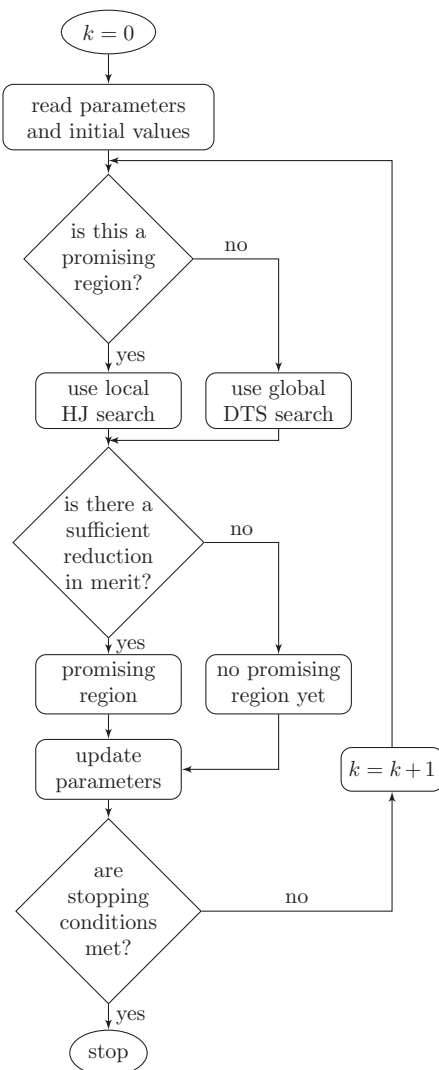 k = 0
read parameters
and initial values
is this a
promising
region?
no
yes
use local
HJ search
use global
DTS search
is there a
sufficient
reduction
in merit?
no
yes
promising
region
no promising
region yet
update
parameters
k = k + 1
are
stopping
conditions
met?
no
yes
stop